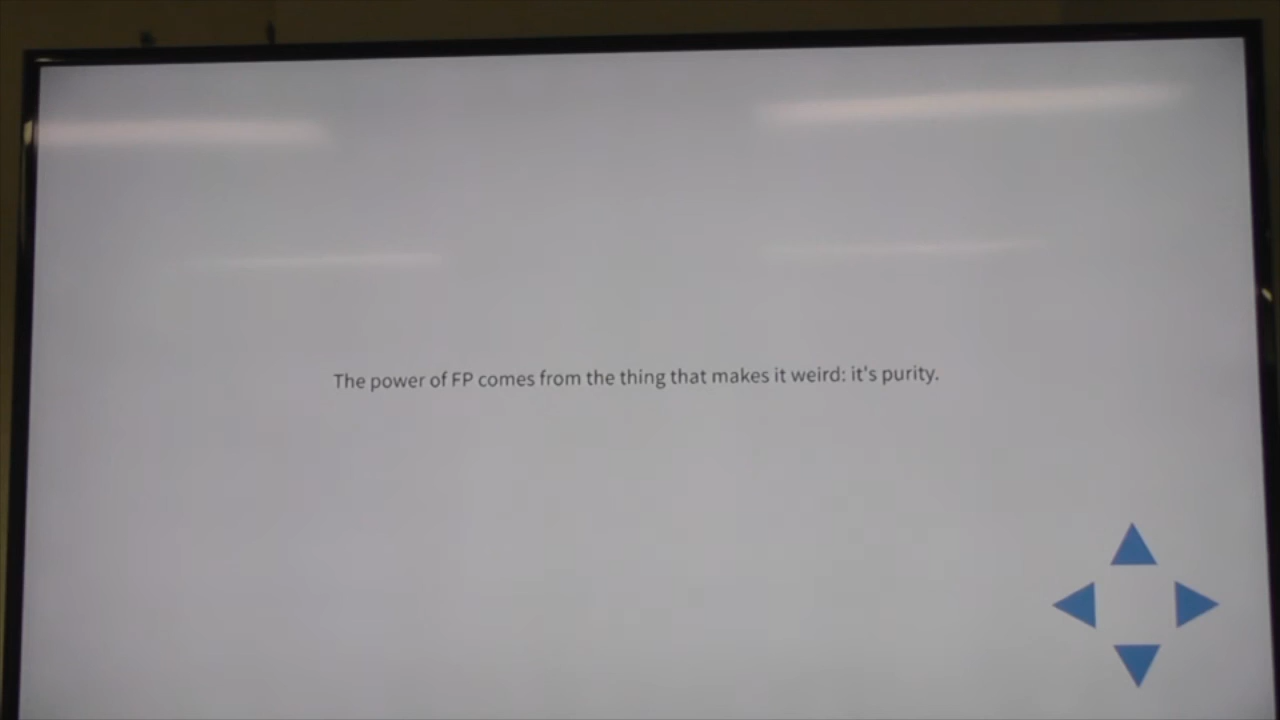 The power of FP comes from the thing that makes it weird: it's purity.